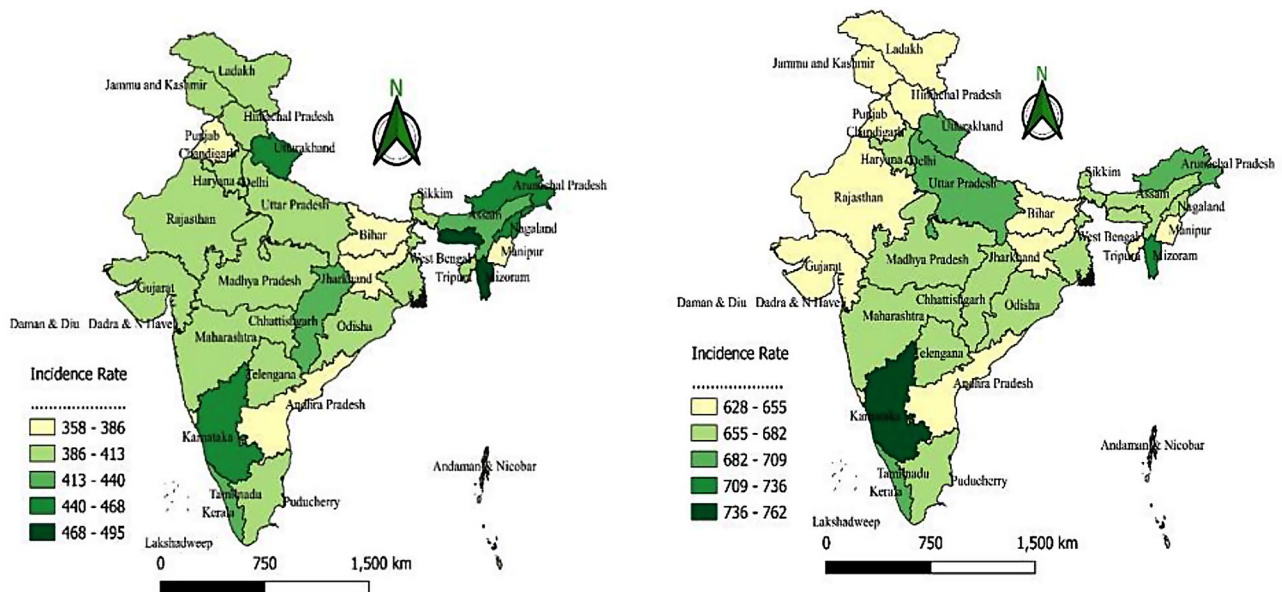 N
Ladakh
Jammu and Kashmir
Himachal Pradesh
Punjab
Chandigarh
Utturakhand
Haryana
Delhi
Sikkim
Arunachal Pradesh
Rajasthan
Uttar Pradesh
Assam
Nagaland
Bihar
Manipur
West Bengal
Tripura
Mizoram
Gujarat
Madhya Pradesh
Jharkhand
Daman & Diu
Dadra & N Haveli
Chhattishgarh
Odisha
Maharashtra
Telengana
Andhra Pradesh
Karnataka
Andaman & Nicobar
Tamilnadu
Puducherry
Kerala
Lakshadweep
Incidence Rate
358 - 386
386 - 413
413 - 440
440 - 468
468 - 495
0 750 1,500 km
N
Ladakh
Jammu and Kashmir
Himachal Pradesh
Punjab
Chandigarh
Utturakhand
Haryana
Delhi
Sikkim
Arunachal Pradesh
Rajasthan
Uttar Pradesh
Assam
Nagaland
Bihar
Manipur
West Bengal
Tripura
Mizoram
Gujarat
Madhya Pradesh
Jharkhand
Daman & Diu
Dadra & N Haveli
Chhattishgarh
Odisha
Maharashtra
Telengana
Andhra Pradesh
Karnataka
Andaman & Nicobar
Tamilnadu
Puducherry
Kerala
Lakshadweep
Incidence Rate
628 - 655
655 - 682
682 - 709
709 - 736
736 - 762
0 750 1,500 km